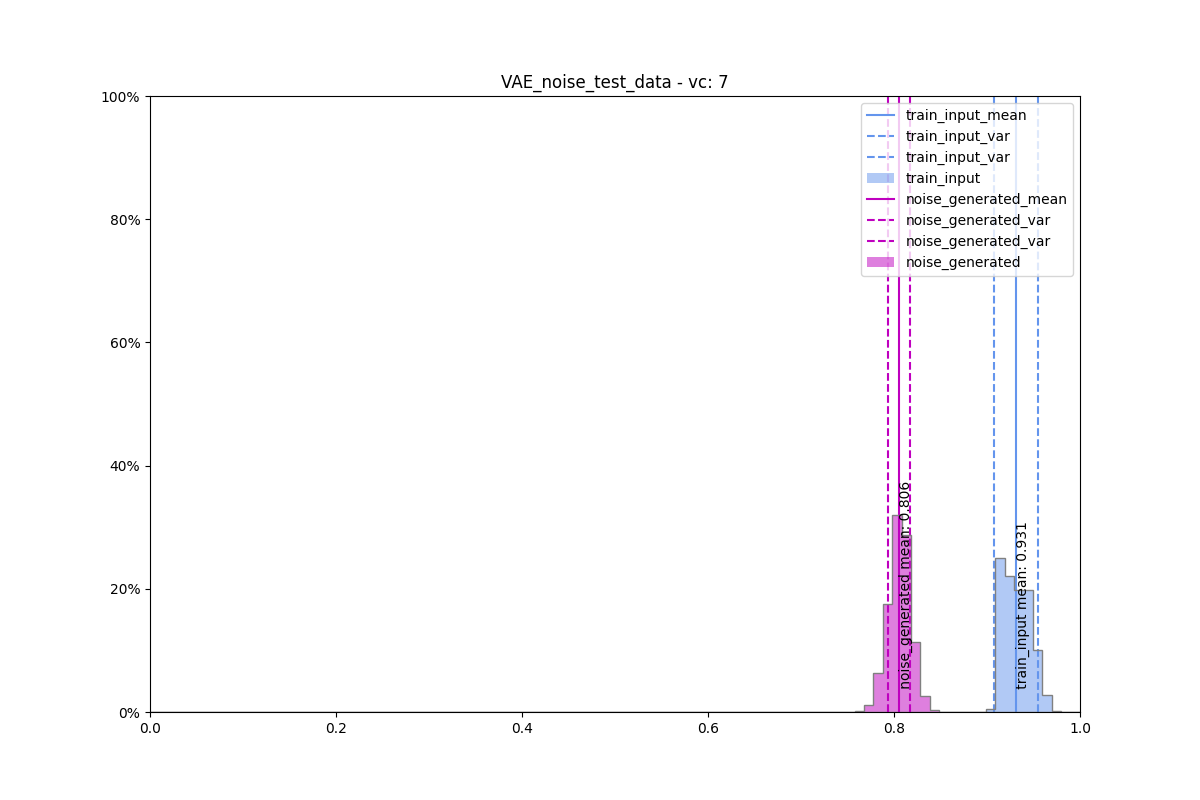 VAE_noise_test_data - vc: 7
100%
80%
60%
40%
20%
0%
0.0
0.2
0.4
0.6
0.8
1.0
train_input_mean
train_input_var
train_input_var
train_input
noise_generated_mean
noise_generated_var
noise_generated_var
noise_generated
noise_generated mean: 0.806
train_input mean: 0.931